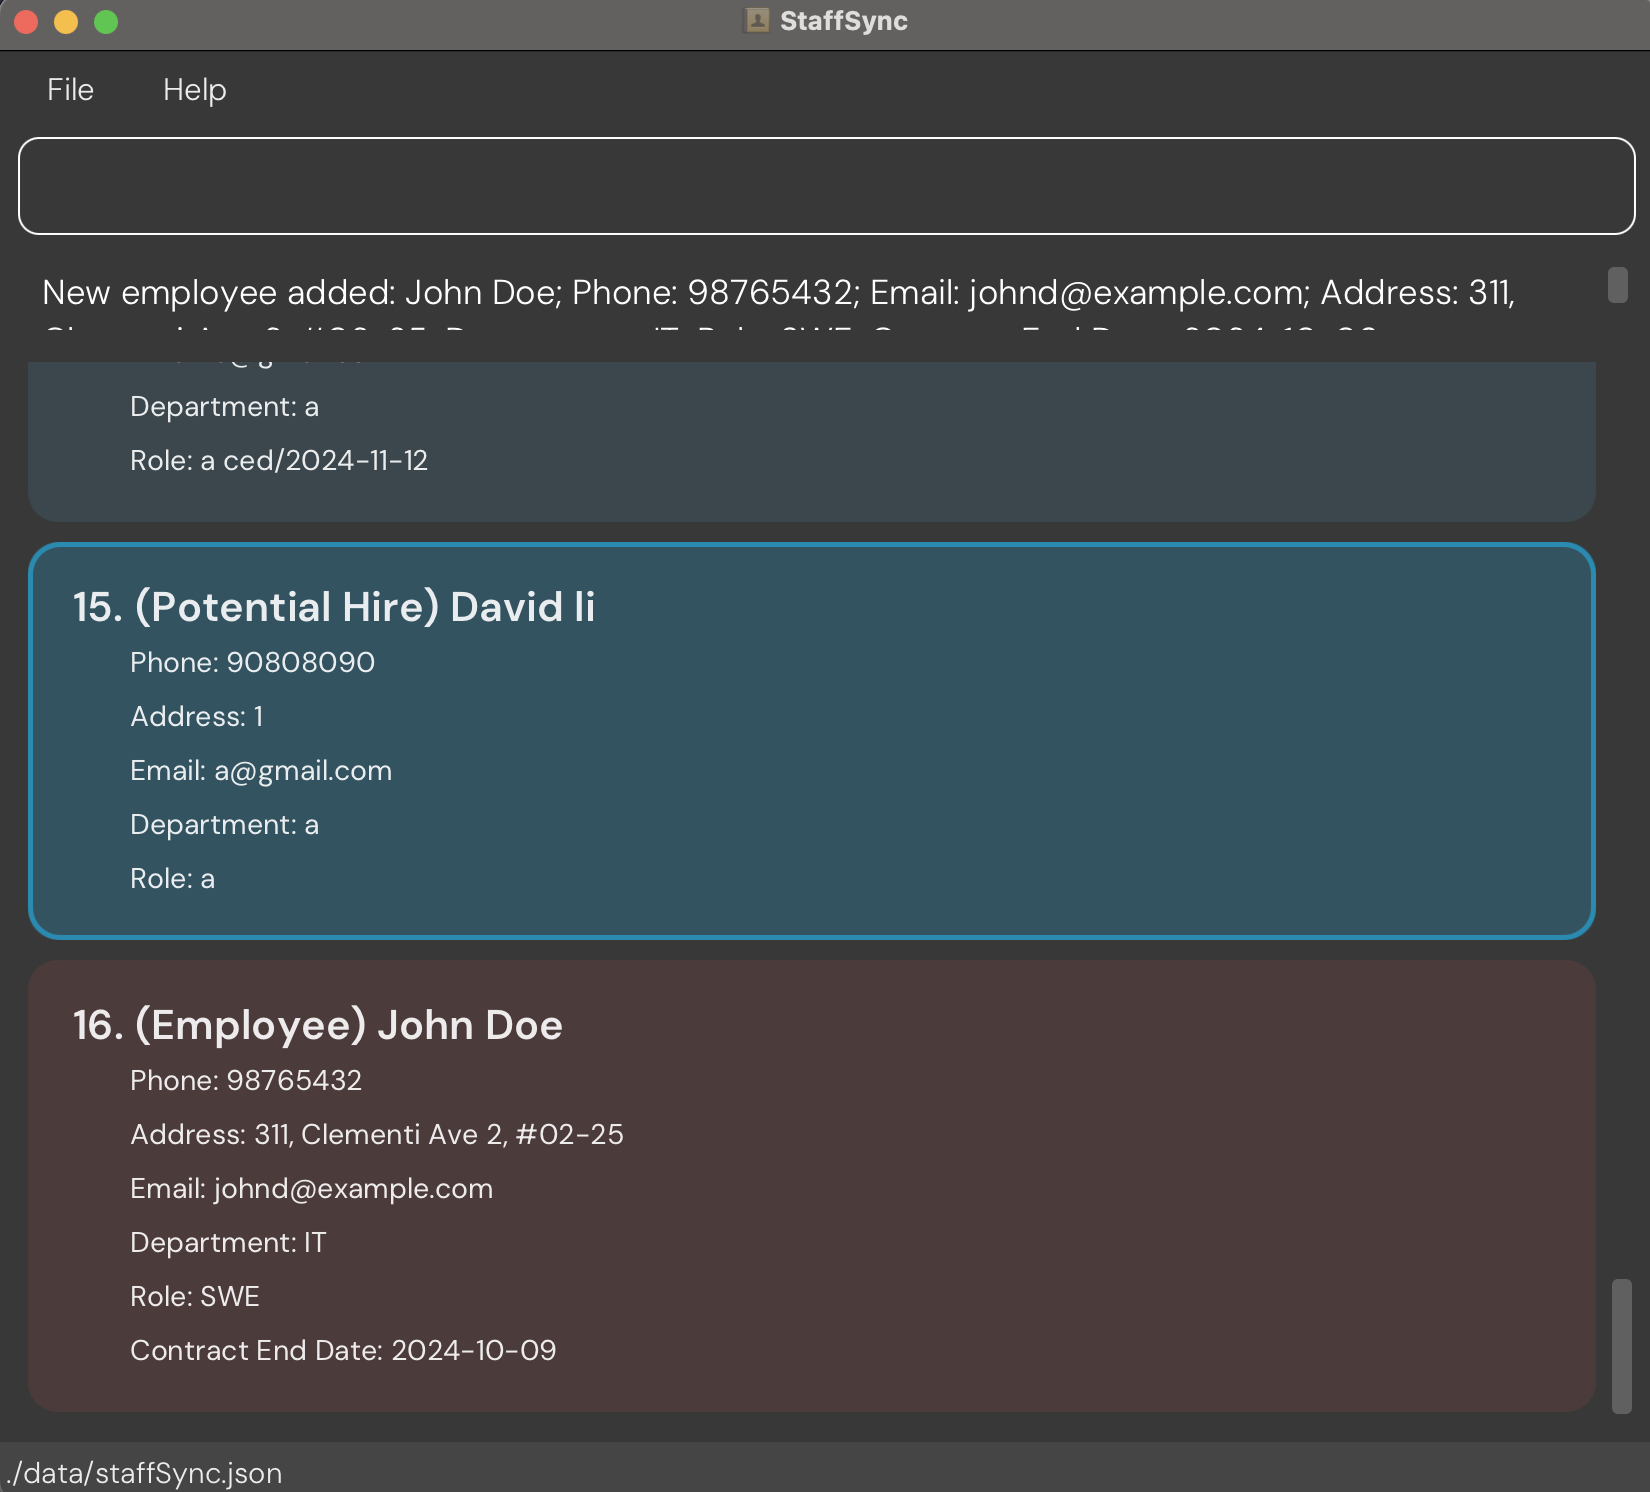 StaffSync
File Help
New employee added: John Doe; Phone: 98765432; Email: johnd@example.com; Address: 311,
Department: a
Role: a ced/2024-11-12
15. (Potential Hire) David li
Phone: 90808090
Address: 1
Email: a@gmail.com
Department: a
Role: a
16. (Employee) John Doe
Phone: 98765432
Address: 311, Clementi Ave 2, #02-25
Email: johnd@example.com
Department: IT
Role: SWE
Contract End Date: 2024-10-09
./data/staffSync.json